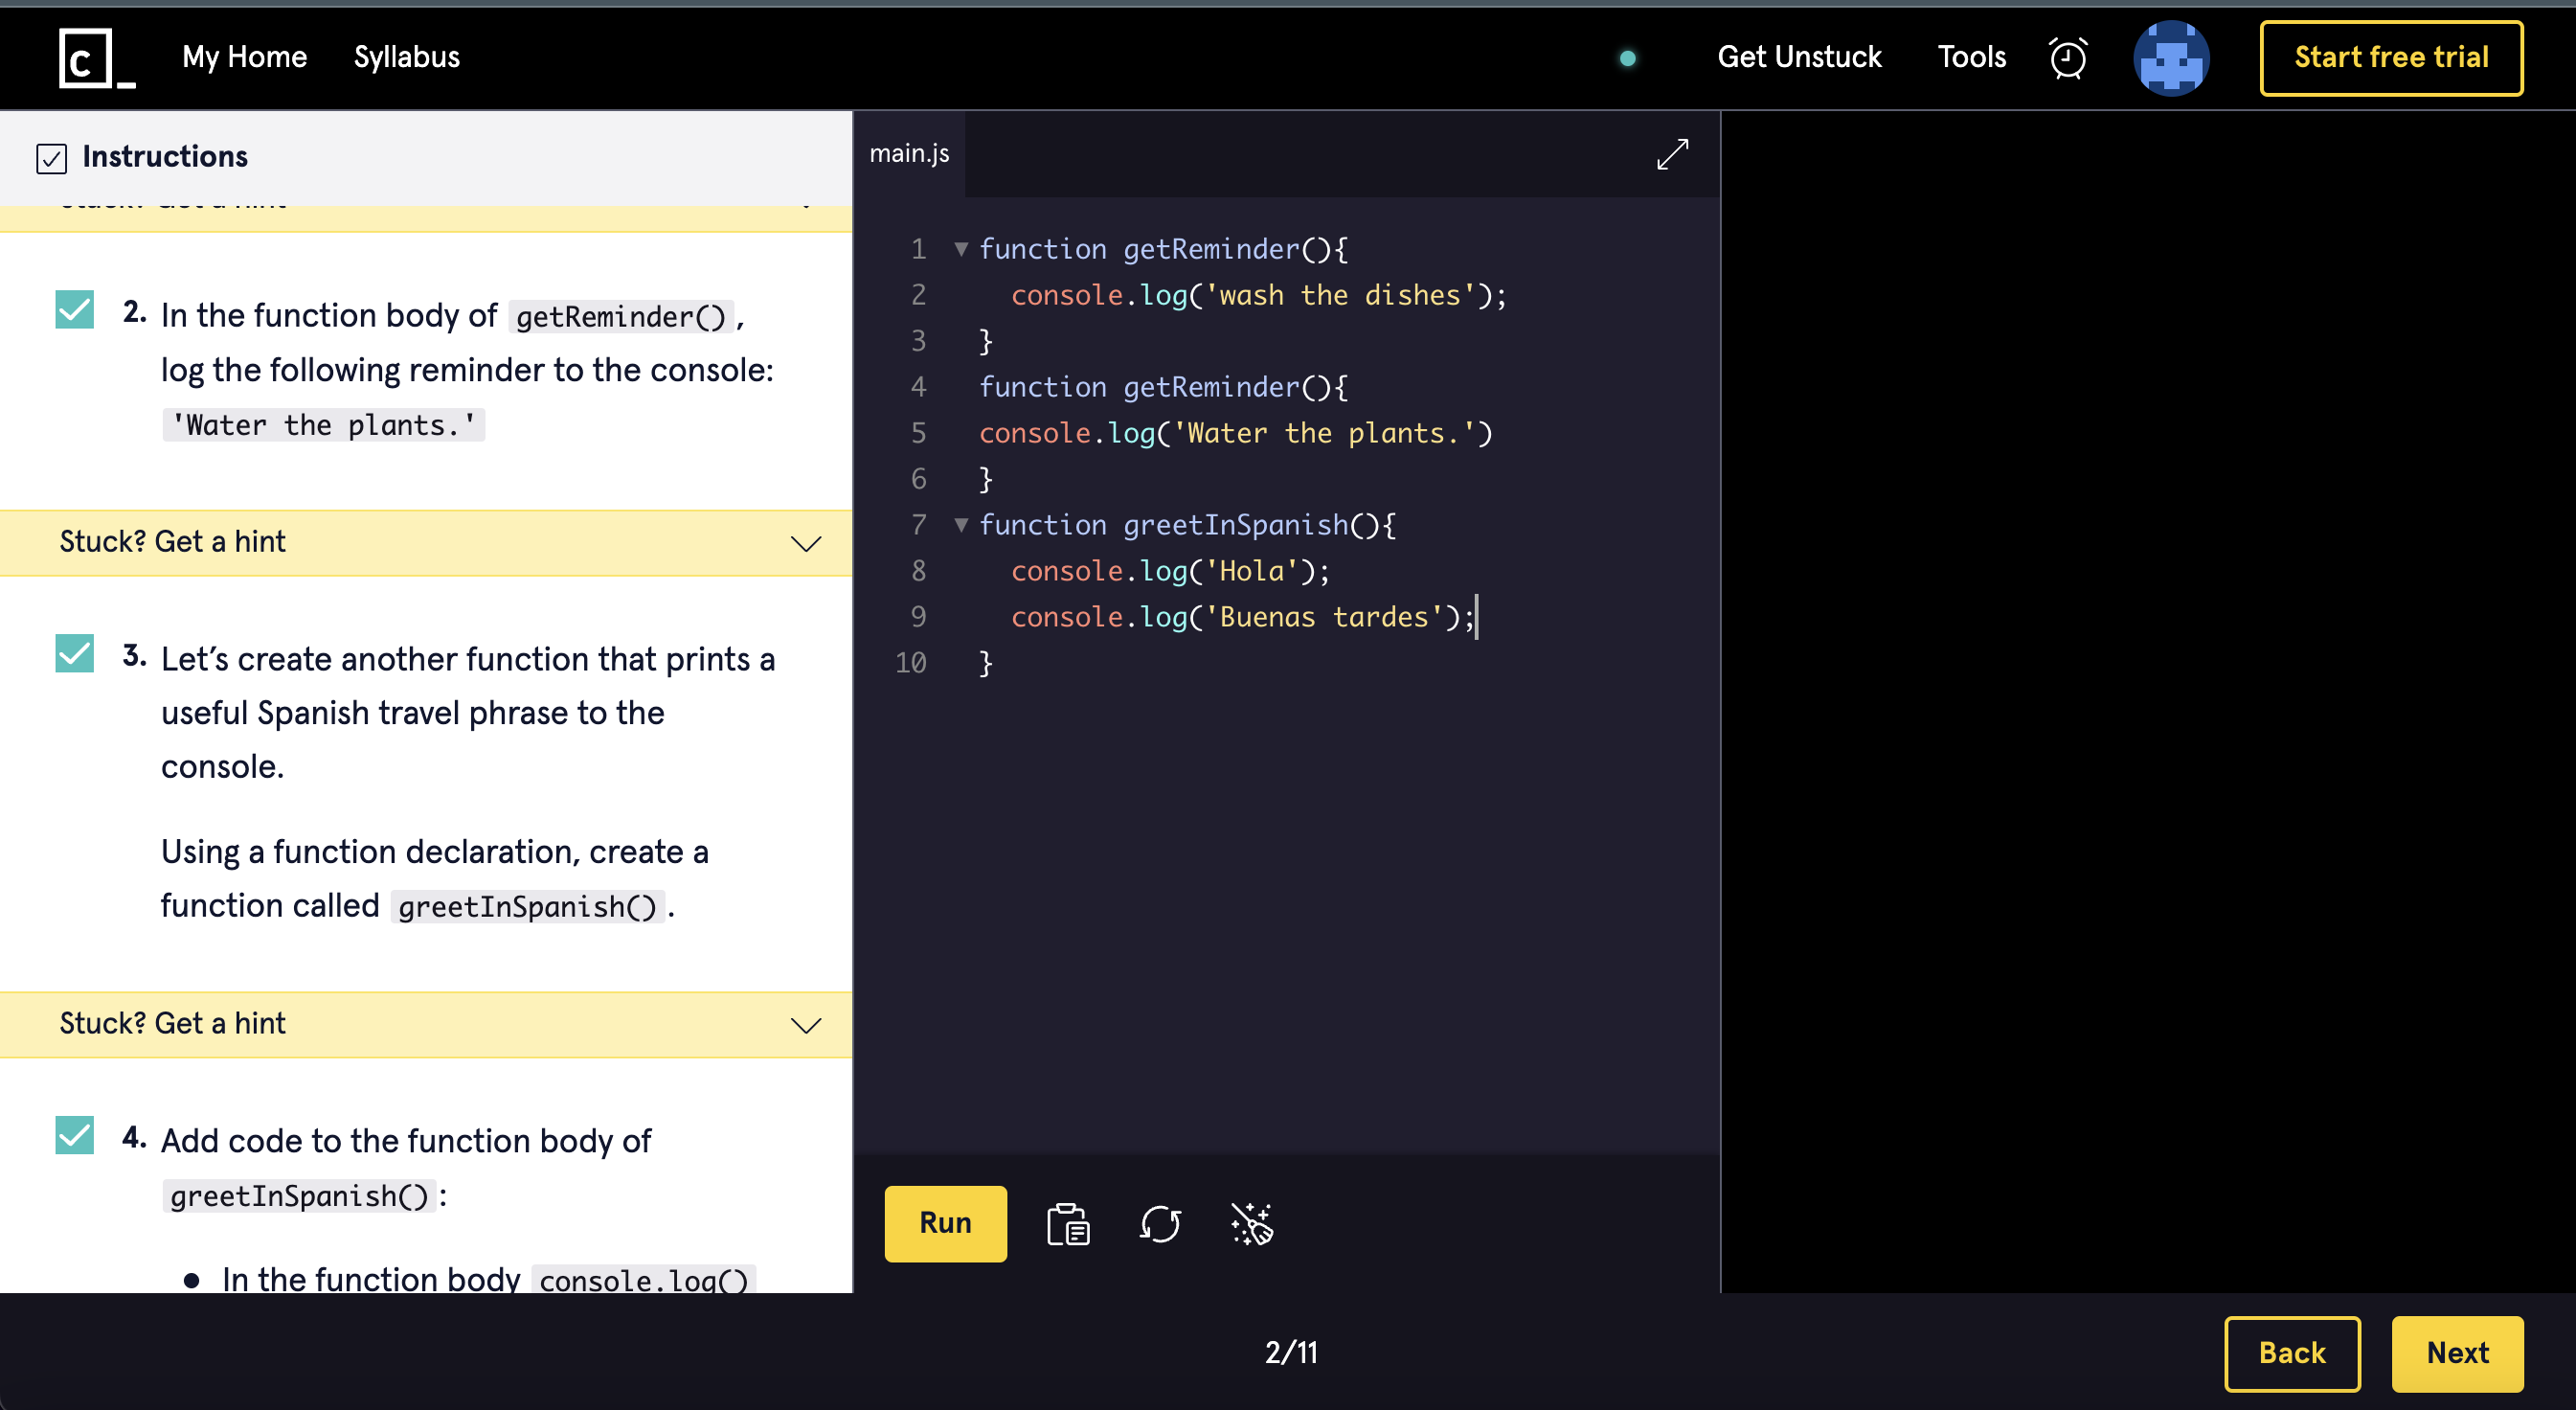 c_
My Home
Syllabus
Get Unstuck
Tools
Start free trial
Instructions
Stuck? Get a hint
2. In the function body of getReminder(),
log the following reminder to the console:
'Water the plants.'
Stuck? Get a hint
3. Let’s create another function that prints a
useful Spanish travel phrase to the
console.
Using a function declaration, create a
function called greetInSpanish().
Stuck? Get a hint
4. Add code to the function body of
greetInSpanish():
• In the function body console.log()
main.js
1 function getReminder(){
2 console.log('wash the dishes');
3 }
4 function getReminder(){
5 console.log('Water the plants.')
6 }
7 function greetInSpanish(){
8 console.log('Hola');
9 console.log('Buenas tardes');
10 }
Run
2/11
Back
Next